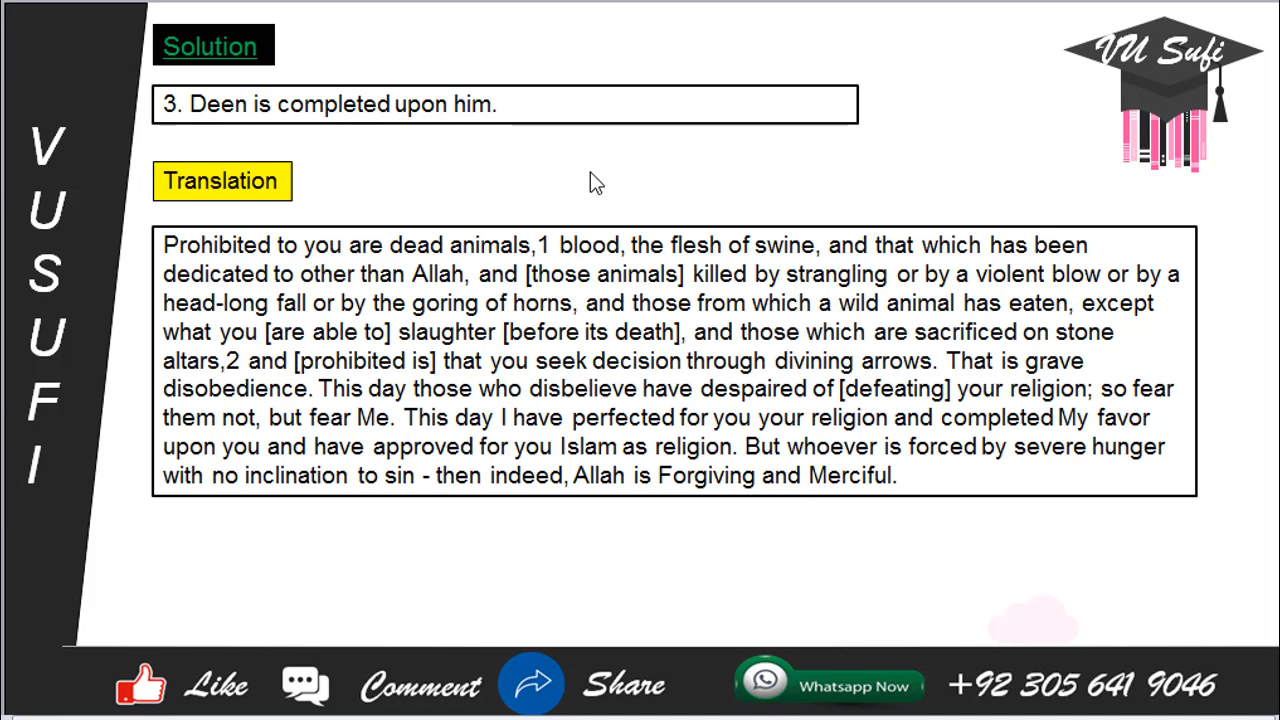 Solution
VU Sufi
3. Deen is completed upon him.
VUSUFI
Translation
Prohibited to you are dead animals,1 blood, the flesh of swine, and that which has been
dedicated to other than Allah, and [those animals] killed by strangling or by a violent blow or by a
head-long fall or by the goring of horns, and those from which a wild animal has eaten, except
what you [are able to] slaughter [before its death], and those which are sacrificed on stone
altars,2 and [prohibited is] that you seek decision through divining arrows. That is grave
disobedience. This day those who disbelieve have despaired of [defeating] your religion; so fear
them not, but fear Me. This day I have perfected for you your religion and completed My favor
upon you and have approved for you Islam as religion. But whoever is forced by severe hunger
with no inclination to sin - then indeed, Allah is Forgiving and Merciful.
Like
Comment
Share
Whatsapp Now
+92 305 641 9046